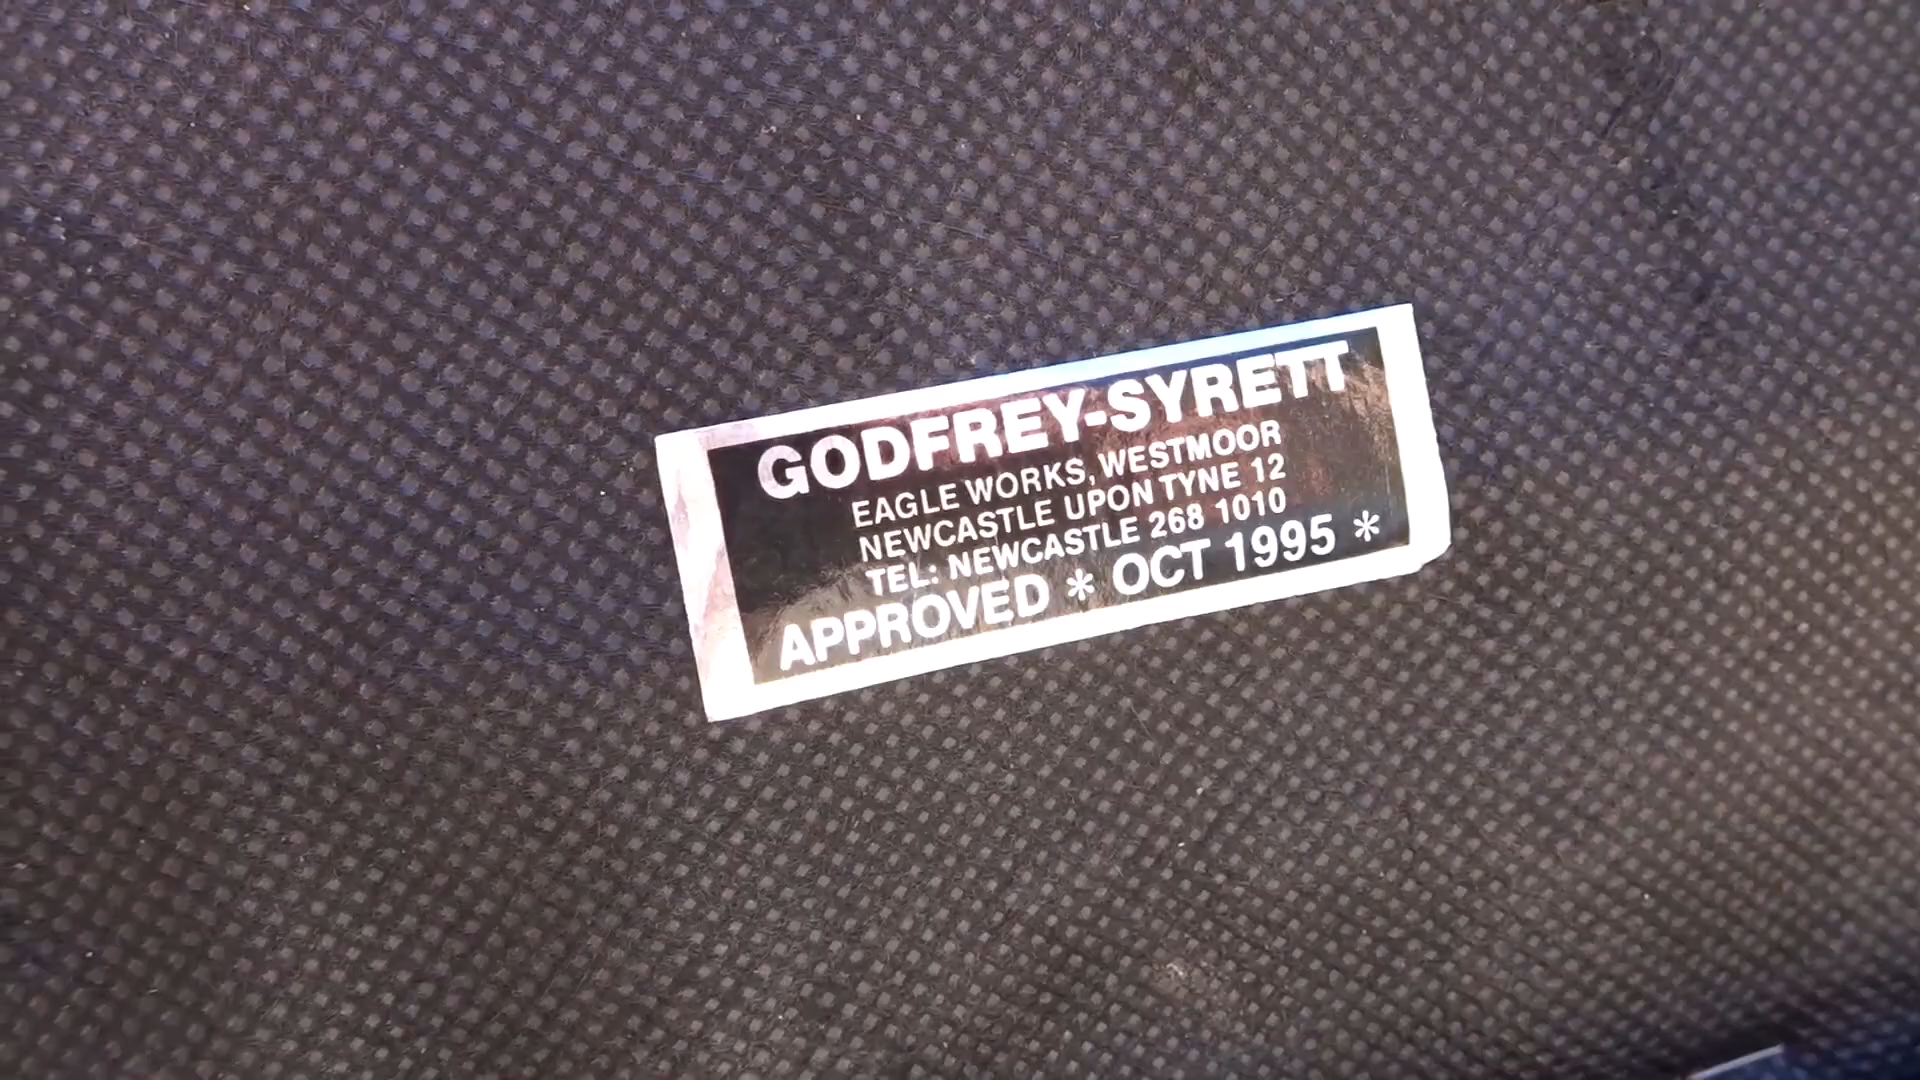 GODFREY-SYRETT
EAGLE WORKS, WESTMOOR
NEWCASTLE UPON TYNE 12
TEL: NEWCASTLE 268 1010
APPROVED * OCT 1995 *